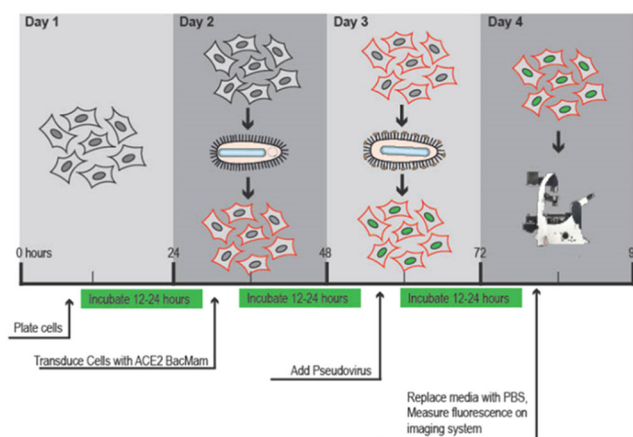 Day 1
Day 2
Day 3
Day 4
0 hours
24
48
72
9
Incubate 12-24 hours
Incubate 12-24 hours
Incubate 12-24 hours
Plate cells
Transduce Cells with ACE2 BacMam
Add Pseudovirus
Replace media with PBS,
Measure fluorescence on
imaging system